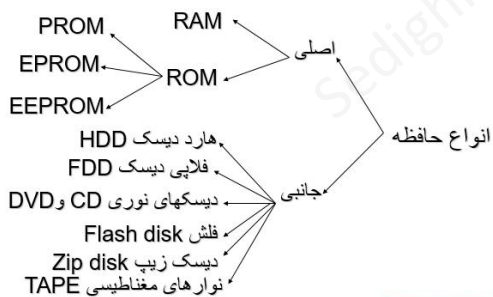 انواع حافظه
اصلی
RAM
ROM
PROM
EPROM
EEPROM
جانبی
هارد دیسک HDD
فلاپی دیسک FDD
دیسکهای نوری CD وDVD
فلش Flash disk
دیسک زیپ Zip disk
نوارهای مغناطیسی TAPE